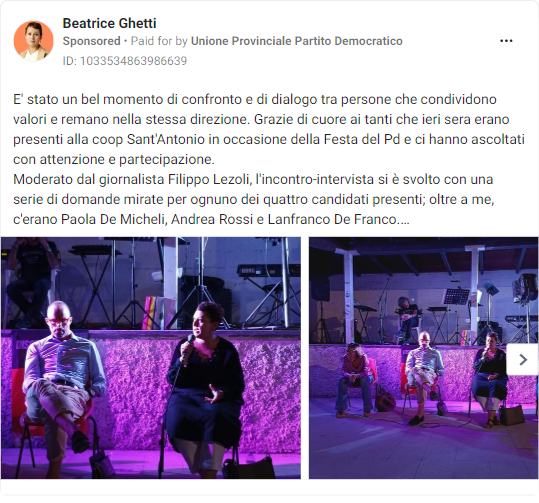 Beatrice Ghetti
Sponsored • Paid for by Unione Provinciale Partito Democratico
ID: 1033534863986639
E' stato un bel momento di confronto e di dialogo tra persone che condividono
valori e remano nella stessa direzione. Grazie di cuore ai tanti che ieri sera erano
presenti alla coop Sant'Antonio in occasione della Festa del Pd e ci hanno ascoltati
con attenzione e partecipazione.
Moderato dal giornalista Filippo Lezoli, l'incontro-intervista si è svolto con una
serie di domande mirate per ognuno dei quattro candidati presenti; oltre a me,
c'erano Paola De Micheli, Andrea Rossi e Lanfranco De Franco....